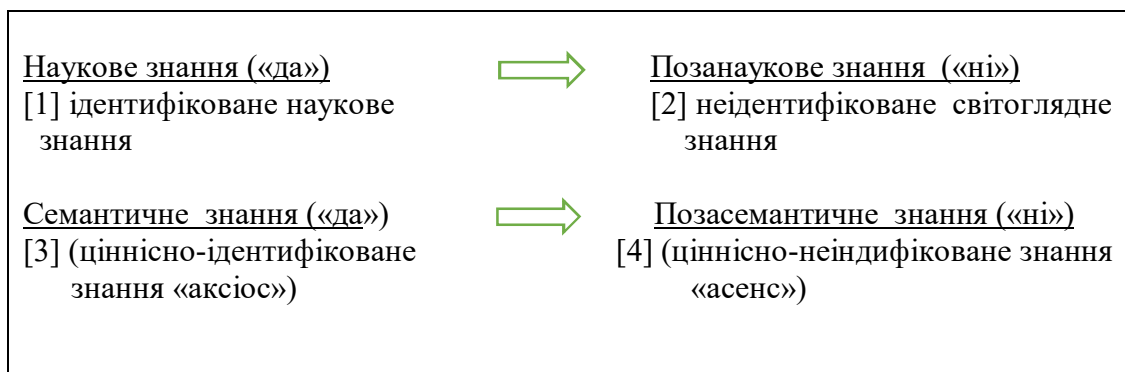 Наукове знання («да») Позанаукове знання («ні»)
[1] ідентифіковане наукове [2] неідентифіковане світоглядне
знання знання
Семантичне знання («да») Позасемантичне знання («ні»)
[3] (ціннісно-ідентифіковане [4] (ціннісно-неіндифіковане знання
знання «аксіос») «асенс»)